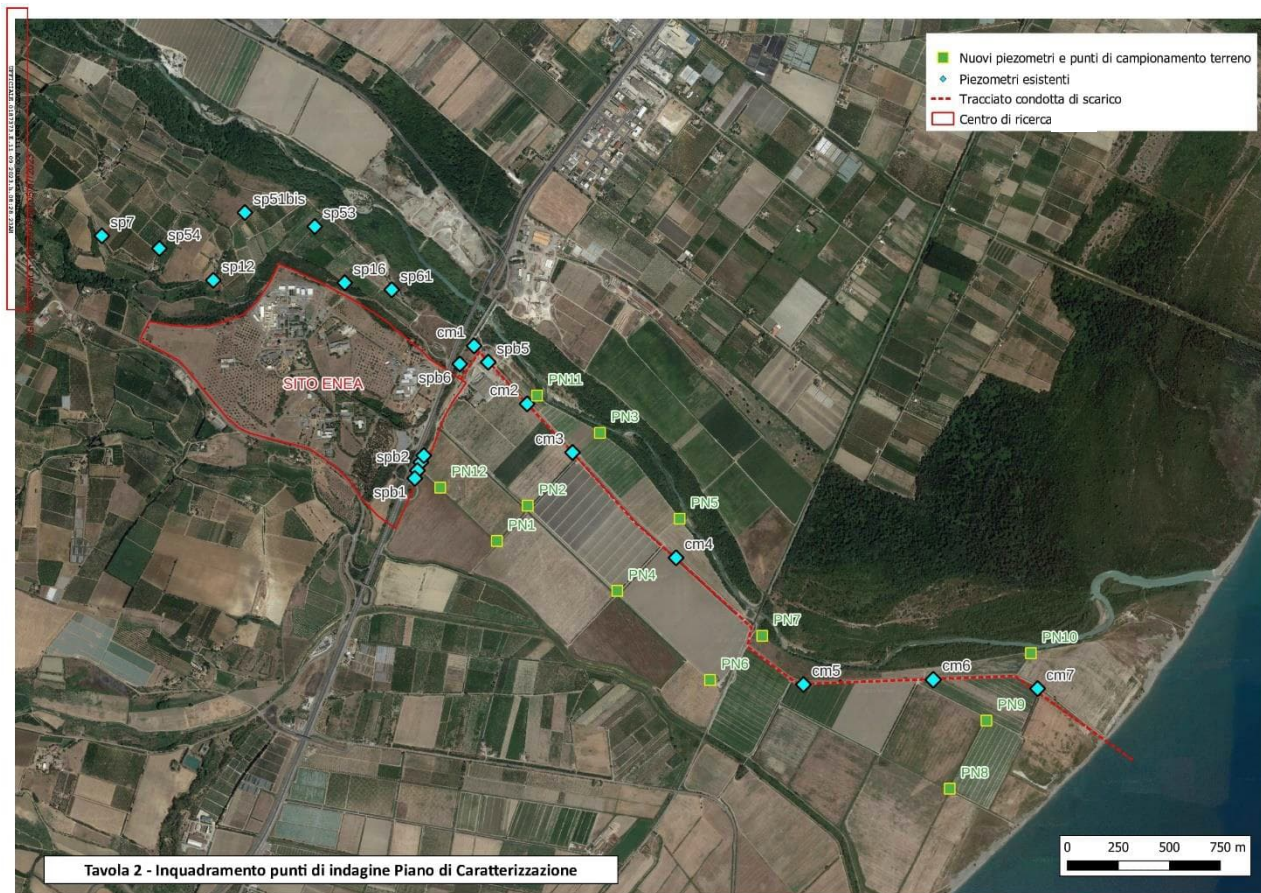 Nuovi piezometri e punti di campionamento terreno
Piezometri esistenti
Tracciato condotta di scarico
Centro di ricerca
sp7
sp54
sp51bis
sp53
sp12
sp16
sp61
cm1
spb5
spb6
SITO ENEA
cm2
PN11
PN3
cm3
spb2
spb1
PN12
PN2
PN1
PN5
cm4
PN4
PN7
PN6
cm5
cm6
PN10
cm7
PN9
PN8
0 250 500 750 m
Tavola 2 - Inquadramento punti di indagine Piano di Caratterizzazione